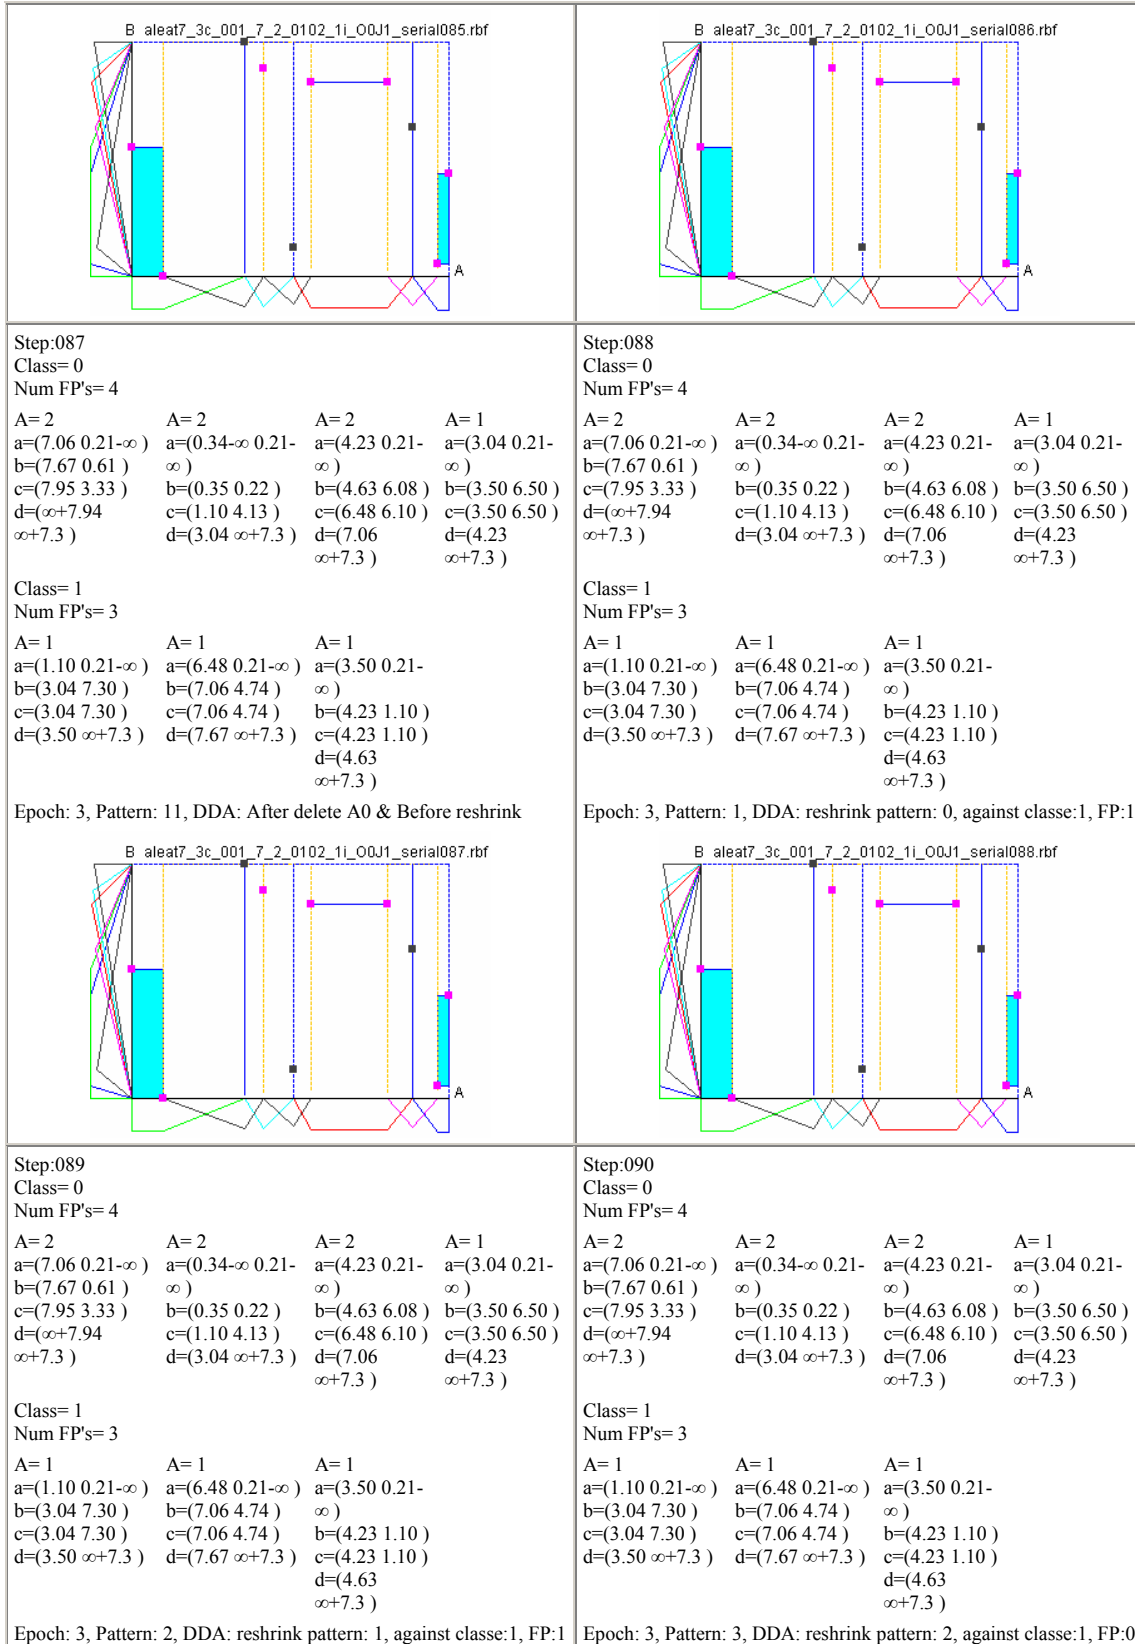 B aleat7_3c_001_7_2_0102_1i_O0J1_serial085.rbf
A
B aleat7_3c_001_7_2_0102_1i_O0J1_serial086.rbf
A
Step:087
Class= 0
Num FP's= 4
A= 2 A= 2 A= 2 A= 1
a=(7.06 0.21-∞ ) a=(0.34-∞ 0.21- a=(4.23 0.21- a=(3.04 0.21-
b=(7.67 0.61 ) ∞ ) ∞ ) ∞ )
c=(7.95 3.33 ) b=(0.35 0.22 ) b=(4.63 6.08 ) b=(3.50 6.50 )
d=(∞+7.94 c=(1.10 4.13 ) c=(6.48 6.10 ) c=(3.50 6.50 )
∞+7.3 ) d=(3.04 ∞+7.3 ) d=(7.06 d=(4.23
∞+7.3 ) ∞+7.3 )
Class= 1
Num FP's= 3
A= 1 A= 1 A= 1
a=(1.10 0.21-∞ ) a=(6.48 0.21-∞ ) a=(3.50 0.21-
b=(3.04 7.30 ) b=(7.06 4.74 ) ∞ )
c=(3.04 7.30 ) c=(7.06 4.74 ) b=(4.23 1.10 )
d=(3.50 ∞+7.3 ) d=(7.67 ∞+7.3 ) c=(4.23 1.10 )
d=(4.63
∞+7.3 )
Epoch: 3, Pattern: 11, DDA: After delete A0 & Before reshrink
B aleat7_3c_001_7_2_0102_1i_O0J1_serial087.rbf
A
Step:088
Class= 0
Num FP's= 4
A= 2 A= 2 A= 2 A= 1
a=(7.06 0.21-∞ ) a=(0.34-∞ 0.21- a=(4.23 0.21- a=(3.04 0.21-
b=(7.67 0.61 ) ∞ ) ∞ ) ∞ )
c=(7.95 3.33 ) b=(0.35 0.22 ) b=(4.63 6.08 ) b=(3.50 6.50 )
d=(∞+7.94 c=(1.10 4.13 ) c=(6.48 6.10 ) c=(3.50 6.50 )
∞+7.3 ) d=(3.04 ∞+7.3 ) d=(7.06 d=(4.23
∞+7.3 ) ∞+7.3 )
Class= 1
Num FP's= 3
A= 1 A= 1 A= 1
a=(1.10 0.21-∞ ) a=(6.48 0.21-∞ ) a=(3.50 0.21-
b=(3.04 7.30 ) b=(7.06 4.74 ) ∞ )
c=(3.04 7.30 ) c=(7.06 4.74 ) b=(4.23 1.10 )
d=(3.50 ∞+7.3 ) d=(7.67 ∞+7.3 ) c=(4.23 1.10 )
d=(4.63
∞+7.3 )
Epoch: 3, Pattern: 1, DDA: reshrink pattern: 0, against classe:1, FP:1
B aleat7_3c_001_7_2_0102_1i_O0J1_serial088.rbf
A
Step:089
Class= 0
Num FP's= 4
A= 2 A= 2 A= 2 A= 1
a=(7.06 0.21-∞ ) a=(0.34-∞ 0.21- a=(4.23 0.21- a=(3.04 0.21-
b=(7.67 0.61 ) ∞ ) ∞ ) ∞ )
c=(7.95 3.33 ) b=(0.35 0.22 ) b=(4.63 6.08 ) b=(3.50 6.50 )
d=(∞+7.94 c=(1.10 4.13 ) c=(6.48 6.10 ) c=(3.50 6.50 )
∞+7.3 ) d=(3.04 ∞+7.3 ) d=(7.06 d=(4.23
∞+7.3 ) ∞+7.3 )
Class= 1
Num FP's= 3
A= 1 A= 1 A= 1
a=(1.10 0.21-∞ ) a=(6.48 0.21-∞ ) a=(3.50 0.21-
b=(3.04 7.30 ) b=(7.06 4.74 ) ∞ )
c=(3.04 7.30 ) c=(7.06 4.74 ) b=(4.23 1.10 )
d=(3.50 ∞+7.3 ) d=(7.67 ∞+7.3 ) c=(4.23 1.10 )
d=(4.63
∞+7.3 )
Epoch: 3, Pattern: 2, DDA: reshrink pattern: 1, against classe:1, FP:1
Step:090
Class= 0
Num FP's= 4
A= 2 A= 2 A= 2 A= 1
a=(7.06 0.21-∞ ) a=(0.34-∞ 0.21- a=(4.23 0.21- a=(3.04 0.21-
b=(7.67 0.61 ) ∞ ) ∞ ) ∞ )
c=(7.95 3.33 ) b=(0.35 0.22 ) b=(4.63 6.08 ) b=(3.50 6.50 )
d=(∞+7.94 c=(1.10 4.13 ) c=(6.48 6.10 ) c=(3.50 6.50 )
∞+7.3 ) d=(3.04 ∞+7.3 ) d=(7.06 d=(4.23
∞+7.3 ) ∞+7.3 )
Class= 1
Num FP's= 3
A= 1 A= 1 A= 1
a=(1.10 0.21-∞ ) a=(6.48 0.21-∞ ) a=(3.50 0.21-
b=(3.04 7.30 ) b=(7.06 4.74 ) ∞ )
c=(3.04 7.30 ) c=(7.06 4.74 ) b=(4.23 1.10 )
d=(3.50 ∞+7.3 ) d=(7.67 ∞+7.3 ) c=(4.23 1.10 )
d=(4.63
∞+7.3 )
Epoch: 3, Pattern: 3, DDA: reshrink pattern: 2, against classe:1, FP:0